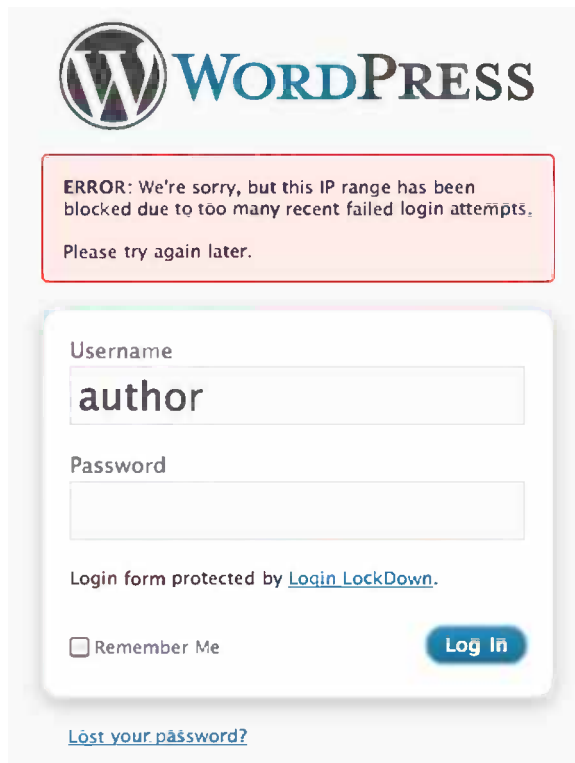 WORDPRESS
ERROR: We're sorry, but this IP range has been
blocked due to too many recent failed login attempts.
Please try again later.
Username
author
Password
Login form protected by Login LockDown.
Remember Me
Log In
Lost your password?